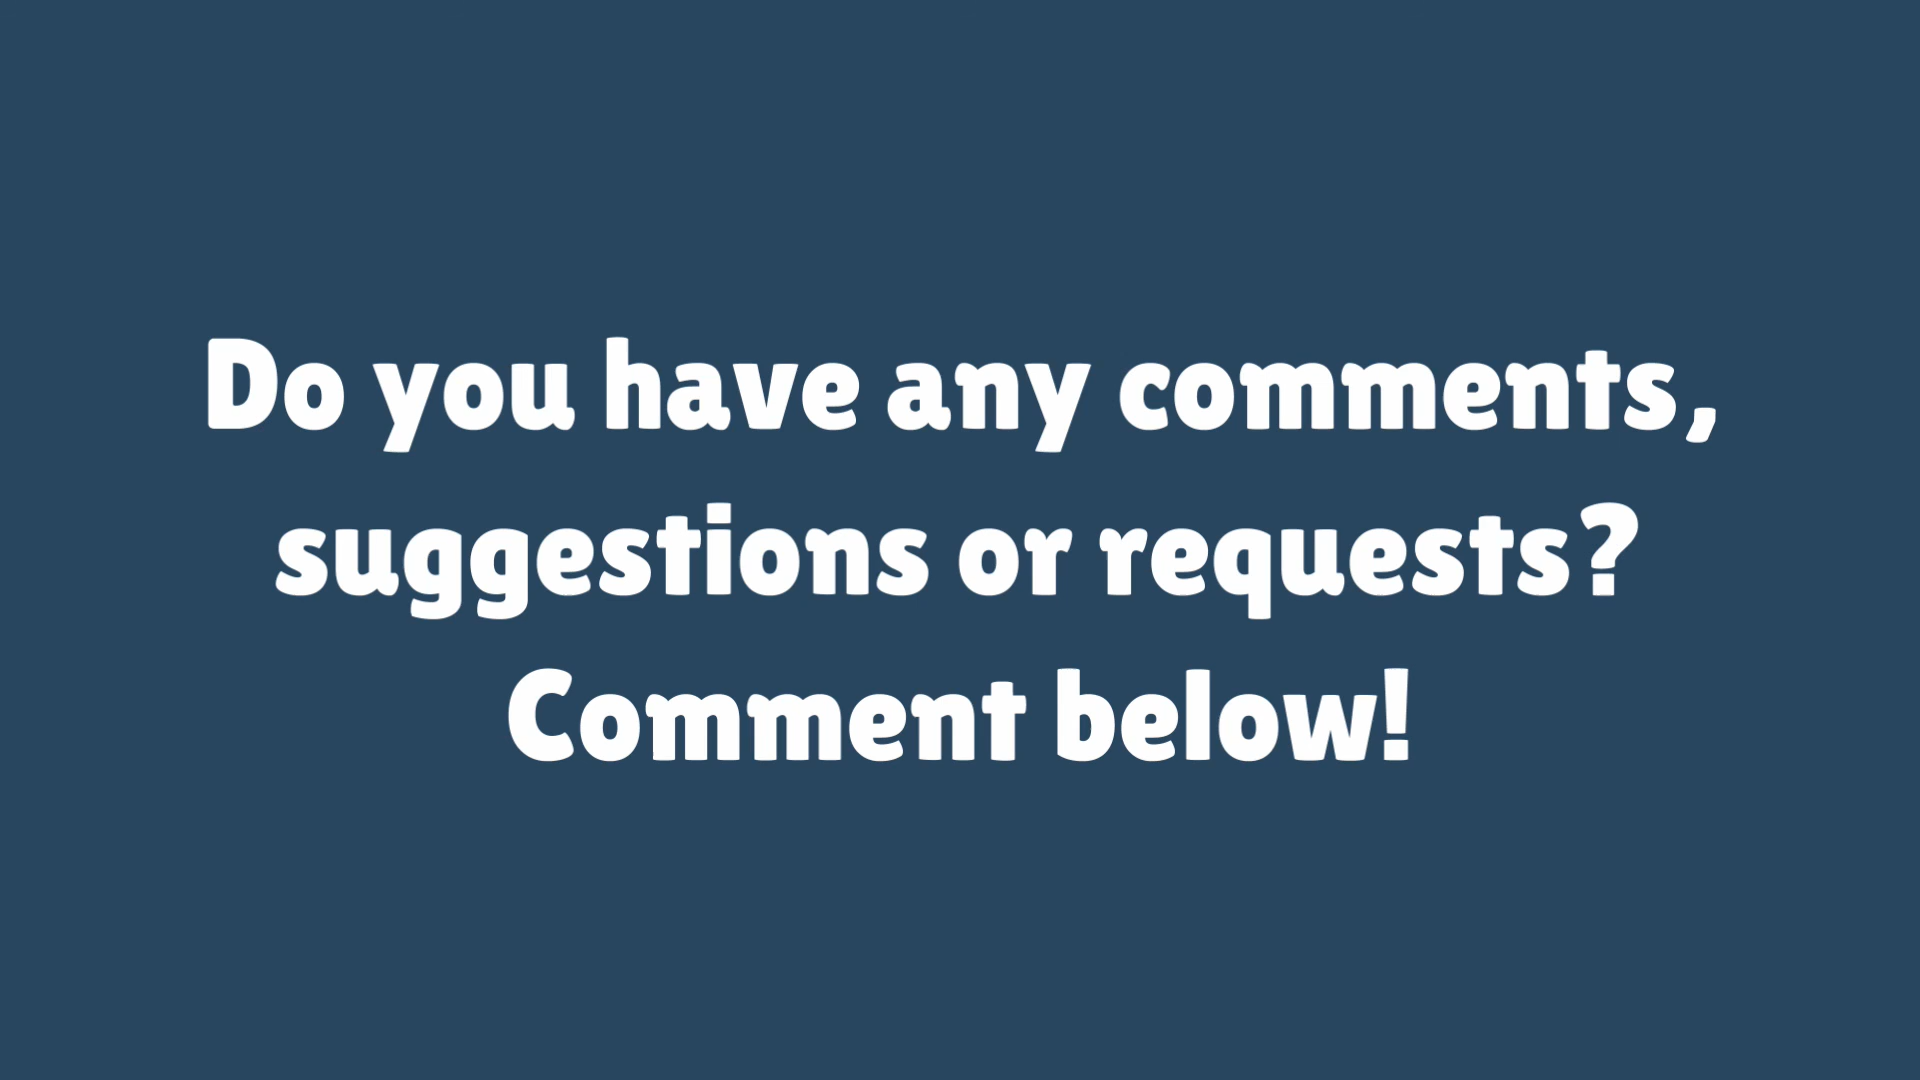 Do you have any comments,
suggestions or requests?
Comment below!